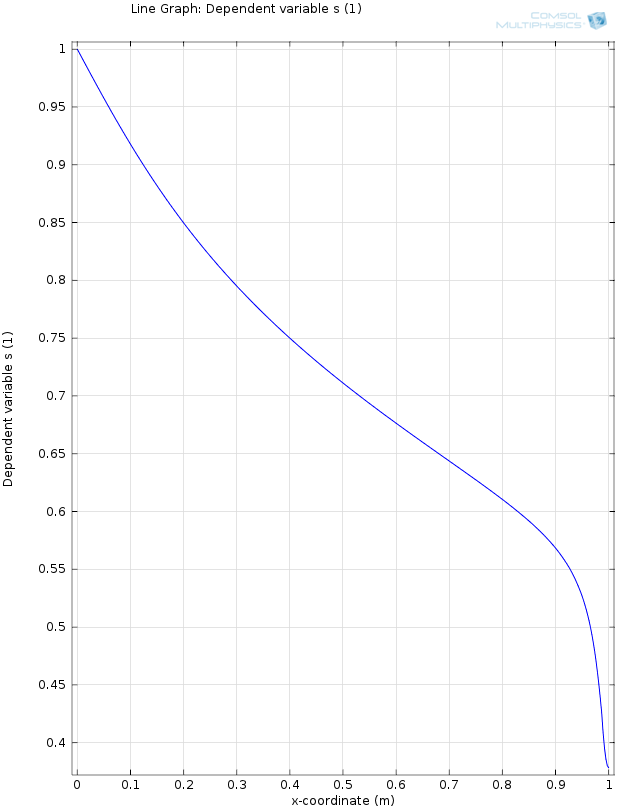 Line Graph: Dependent variable s (1)
COMSOL
MULTIPHYSICS
1
0.95
0.9
0.85
0.8
0.75
0.7
0.65
0.6
0.55
0.5
0.45
0.4
Dependent variable s (1)
0 0.1 0.2 0.3 0.4 0.5 0.6 0.7 0.8 0.9 1
x-coordinate (m)